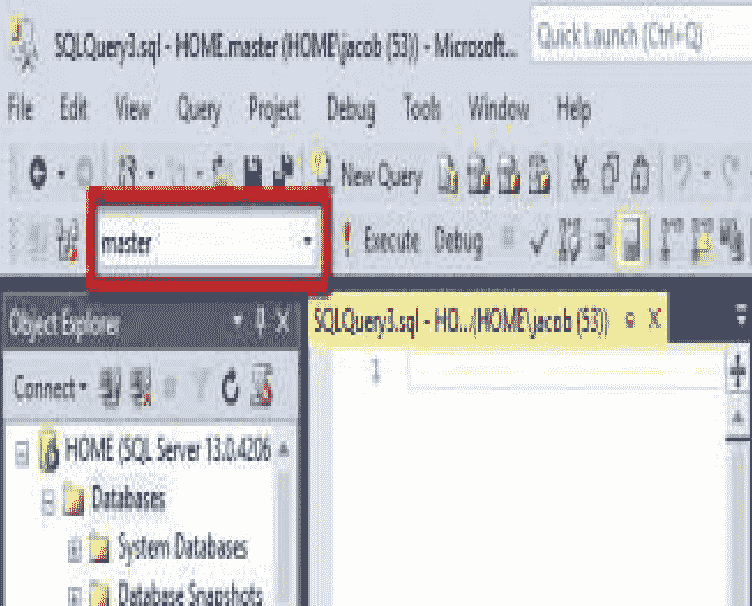 SQLQuery3.sql - HOME.master (HOME\jacob (53)) - Microsoft...
Quick Launch (Ctrl+Q)
File Edit View Query Project Debug Tools Window Help
New Query
master
Execute Debug
Object Explorer
SQLQuery3.sql - HO.../(HOME\jacob (53))
1
Connect
HOME (SQL Server 13.0.4206
Databases
System Databases
Database Snapshots